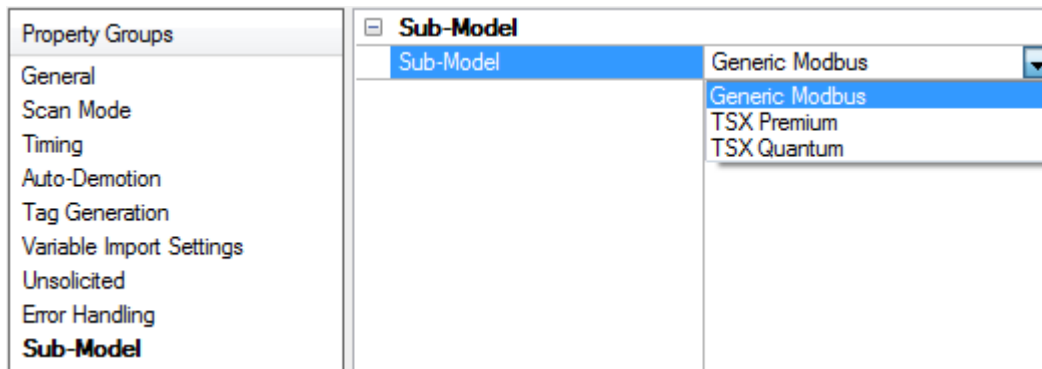 Property Groups
General
Scan Mode
Timing
Auto-Demotion
Tag Generation
Variable Import Settings
Unsolicited
Error Handling
Sub-Model
Sub-Model
Sub-Model Generic Modbus
Generic Modbus
TSX Premium
TSX Quantum